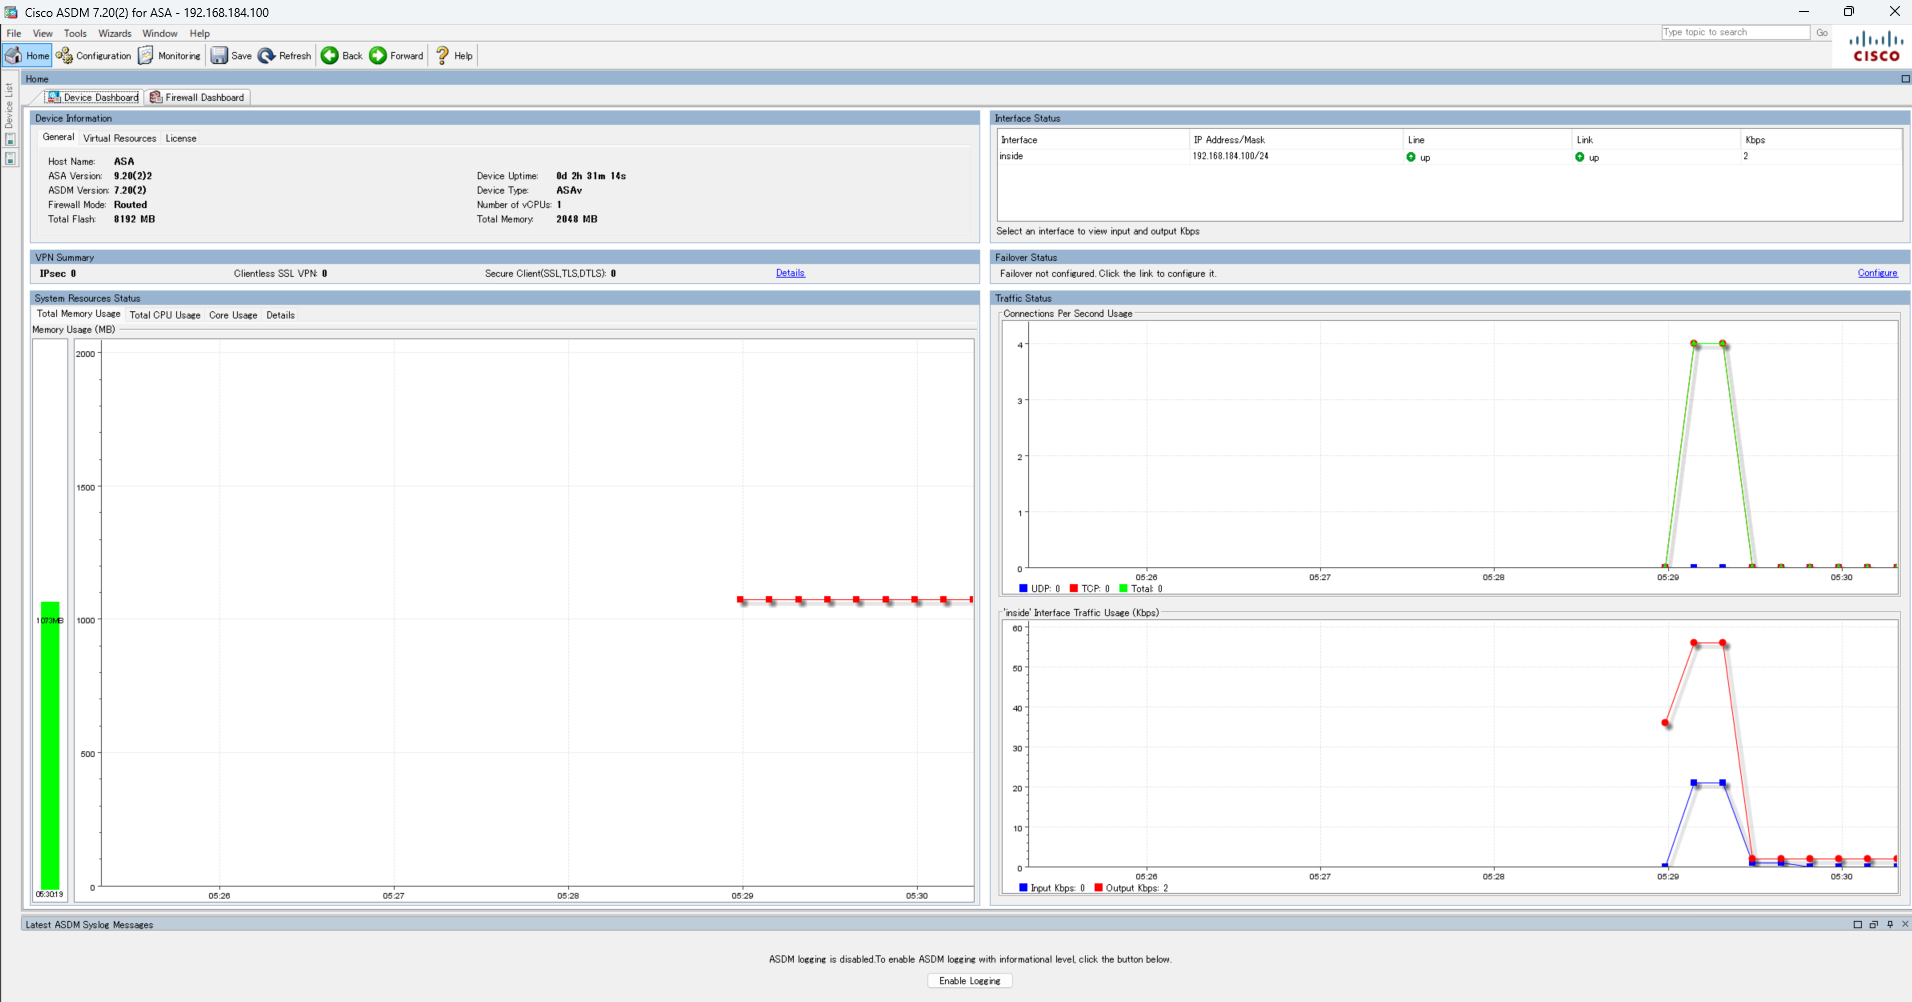 Cisco ASDM 7.20(2) for ASA - 192.168.184.100
File View Tools Wizards Window Help
Type topic to search Go
Home Configuration Monitoring Save Refresh Back Forward Help
CISCO
Device List
Home
Device Dashboard Firewall Dashboard
Device Information
General Virtual Resources License
Host Name: ASA
ASA Version: 9.20(2)2 Device Uptime: 0d 2h 31m 14s
ASDM Version: 7.20(2) Device Type: ASAv
Firewall Mode: Routed Number of vCPUs: 1
Total Flash: 8192 MB Total Memory: 2048 MB
Interface Status
Interface IP Address/Mask Line Link Kbps
inside 192.168.184.100/24 up up 2
Select an interface to view input and output Kbps
VPN Summary
IPsec 0 Clientless SSL VPN: 0 Secure Client(SSL,TLS,DTLS): 0 Details
Failover Status
Failover not configured. Click the link to configure it. Configure
System Resources Status
Total Memory Usage Total CPU Usage Core Usage Details
Memory Usage (MB)
2000
1500
1000
500
0
1073MB
05:30:19
05:26 05:27 05:28 05:29 05:30
Traffic Status
Connections Per Second Usage
4
3
2
1
0
05:26 05:27 05:28 05:29 05:30
UDP: 0 TCP: 0 Total: 0
'inside' Interface Traffic Usage (Kbps)
60
50
40
30
20
10
0
05:26 05:27 05:28 05:29 05:30
Input Kbps: 0 Output Kbps: 2
Latest ASDM Syslog Messages
ASDM logging is disabled.To enable ASDM logging with informational level, click the button below.
Enable Logging